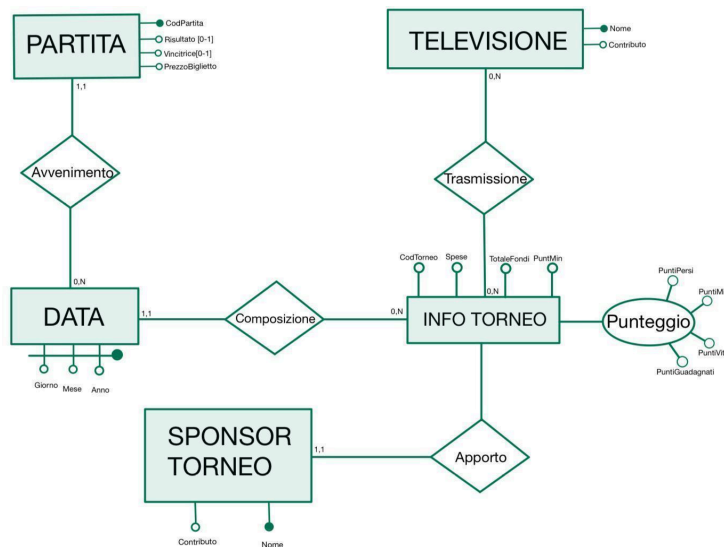 PARTITA
CodPartita
Risultato [0-1]
Vincitrice[0-1]
PrezzoBiglietto
1,1
TELEVISIONE
Nome
Contributo
0,N
Avvenimento
Trasmissione
0,N
DATA
1,1
Giorno
Mese
Anno
Composizione
CodTorneo
Spese
TotaleFondi
PuntMin
0,N
0,N
INFO TORNEO
Punteggio
PuntiPersi
PuntiM
PuntiVit
PuntiGuadagnati
SPONSOR
TORNEO
1,1
Apporto
Contributo
Nome